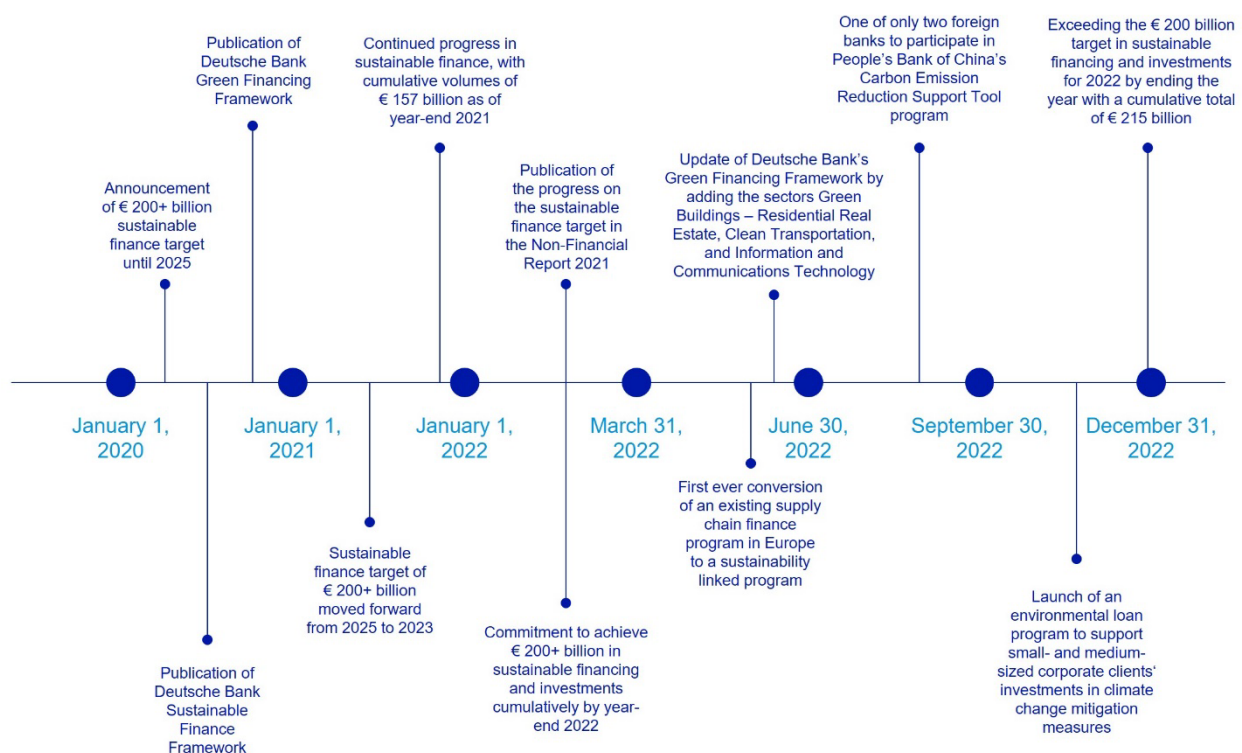 Publication of
Deutsche Bank
Green Financing
Framework
Continued progress in
sustainable finance, with
cumulative volumes of
€ 157 billion as of
year-end 2021
One of only two foreign
banks to participate in
People’s Bank of China’s
Carbon Emission
Reduction Support Tool
program
Exceeding the € 200 billion
target in sustainable
financing and investments
for 2022 by ending the
year with a cumulative total
of € 215 billion
Announcement
of € 200+ billion
sustainable
finance target
until 2025
Publication of
the progress on
the sustainable
finance target in
the Non-Financial
Report 2021
Update of Deutsche Bank’s
Green Financing Framework by
adding the sectors Green
Buildings – Residential Real
Estate, Clean Transportation,
and Information and
Communications Technology
January 1,
2020
January 1,
2021
January 1,
2022
March 31,
2022
June 30,
2022
September 30,
2022
December 31,
2022
Publication of
Deutsche Bank
Sustainable
Finance
Framework
Sustainable
finance target of
€ 200+ billion
moved forward
from 2025 to 2023
Commitment to achieve
€ 200+ billion in
sustainable financing
and investments
cumulatively by year-
end 2022
First ever conversion
of an existing supply
chain finance
program in Europe
to a sustainability
linked program
Launch of an
environmental loan
program to support
small- and medium-
sized corporate clients‘
investments in climate
change mitigation
measures